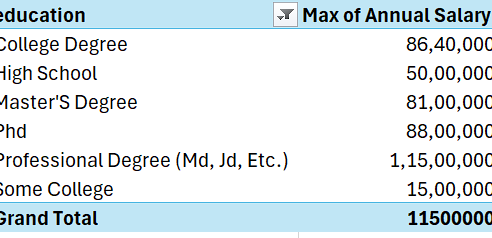 education Max of Annual Salary
College Degree 86,40,000
High School 50,00,000
Master'S Degree 81,00,000
Phd 88,00,000
Professional Degree (Md, Jd, Etc.) 1,15,00,000
Some College 15,00,000
Grand Total 11500000